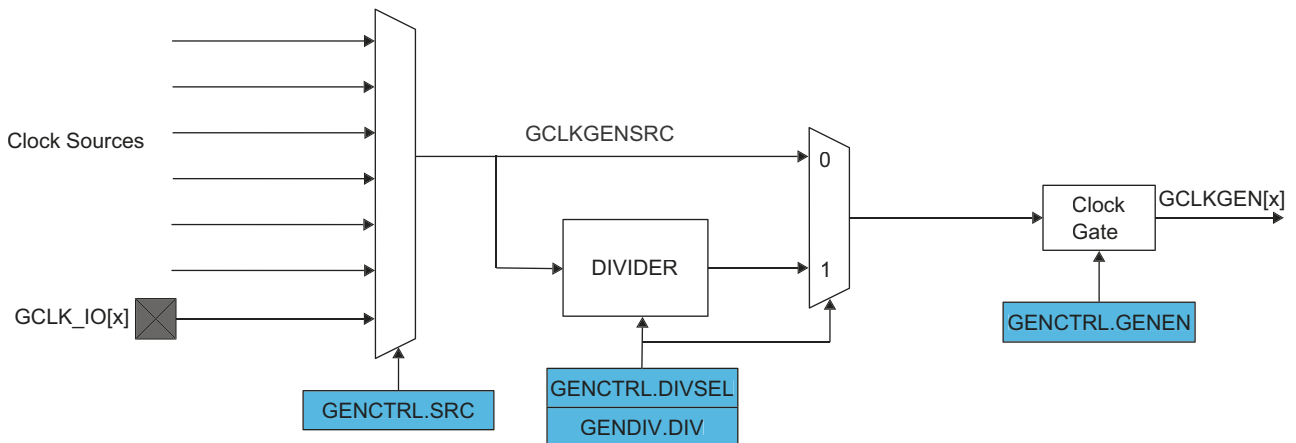 Clock Sources
GCLK_IO[x]
GENCTRL.SRC
GCLKGENSRC
DIVIDER
GENCTRL.DIVSEL
GENDIV.DIV
0
1
Clock
Gate
GENCTRL.GENEN
GCLKGEN[x]